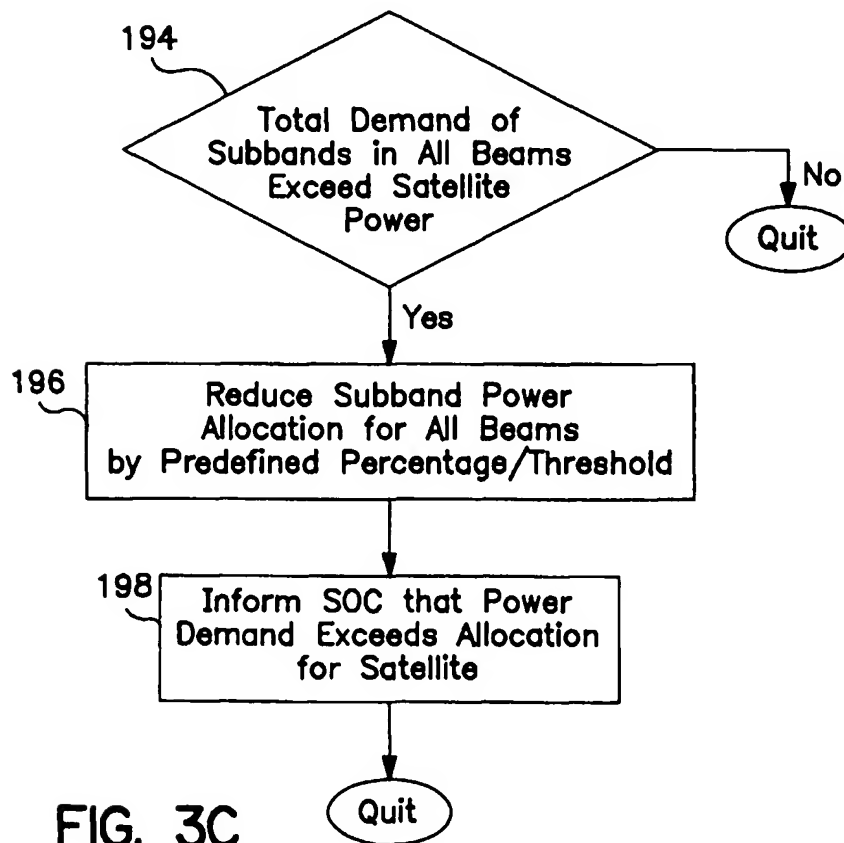 194
Total Demand of
Subbands in All Beams
Exceed Satellite
Power
No
Quit
Yes
196
Reduce Subband Power
Allocation for All Beams
by Predefined Percentage/Threshold
198
Inform SOC that Power
Demand Exceeds Allocation
for Satellite
Quit
FIG. 3C